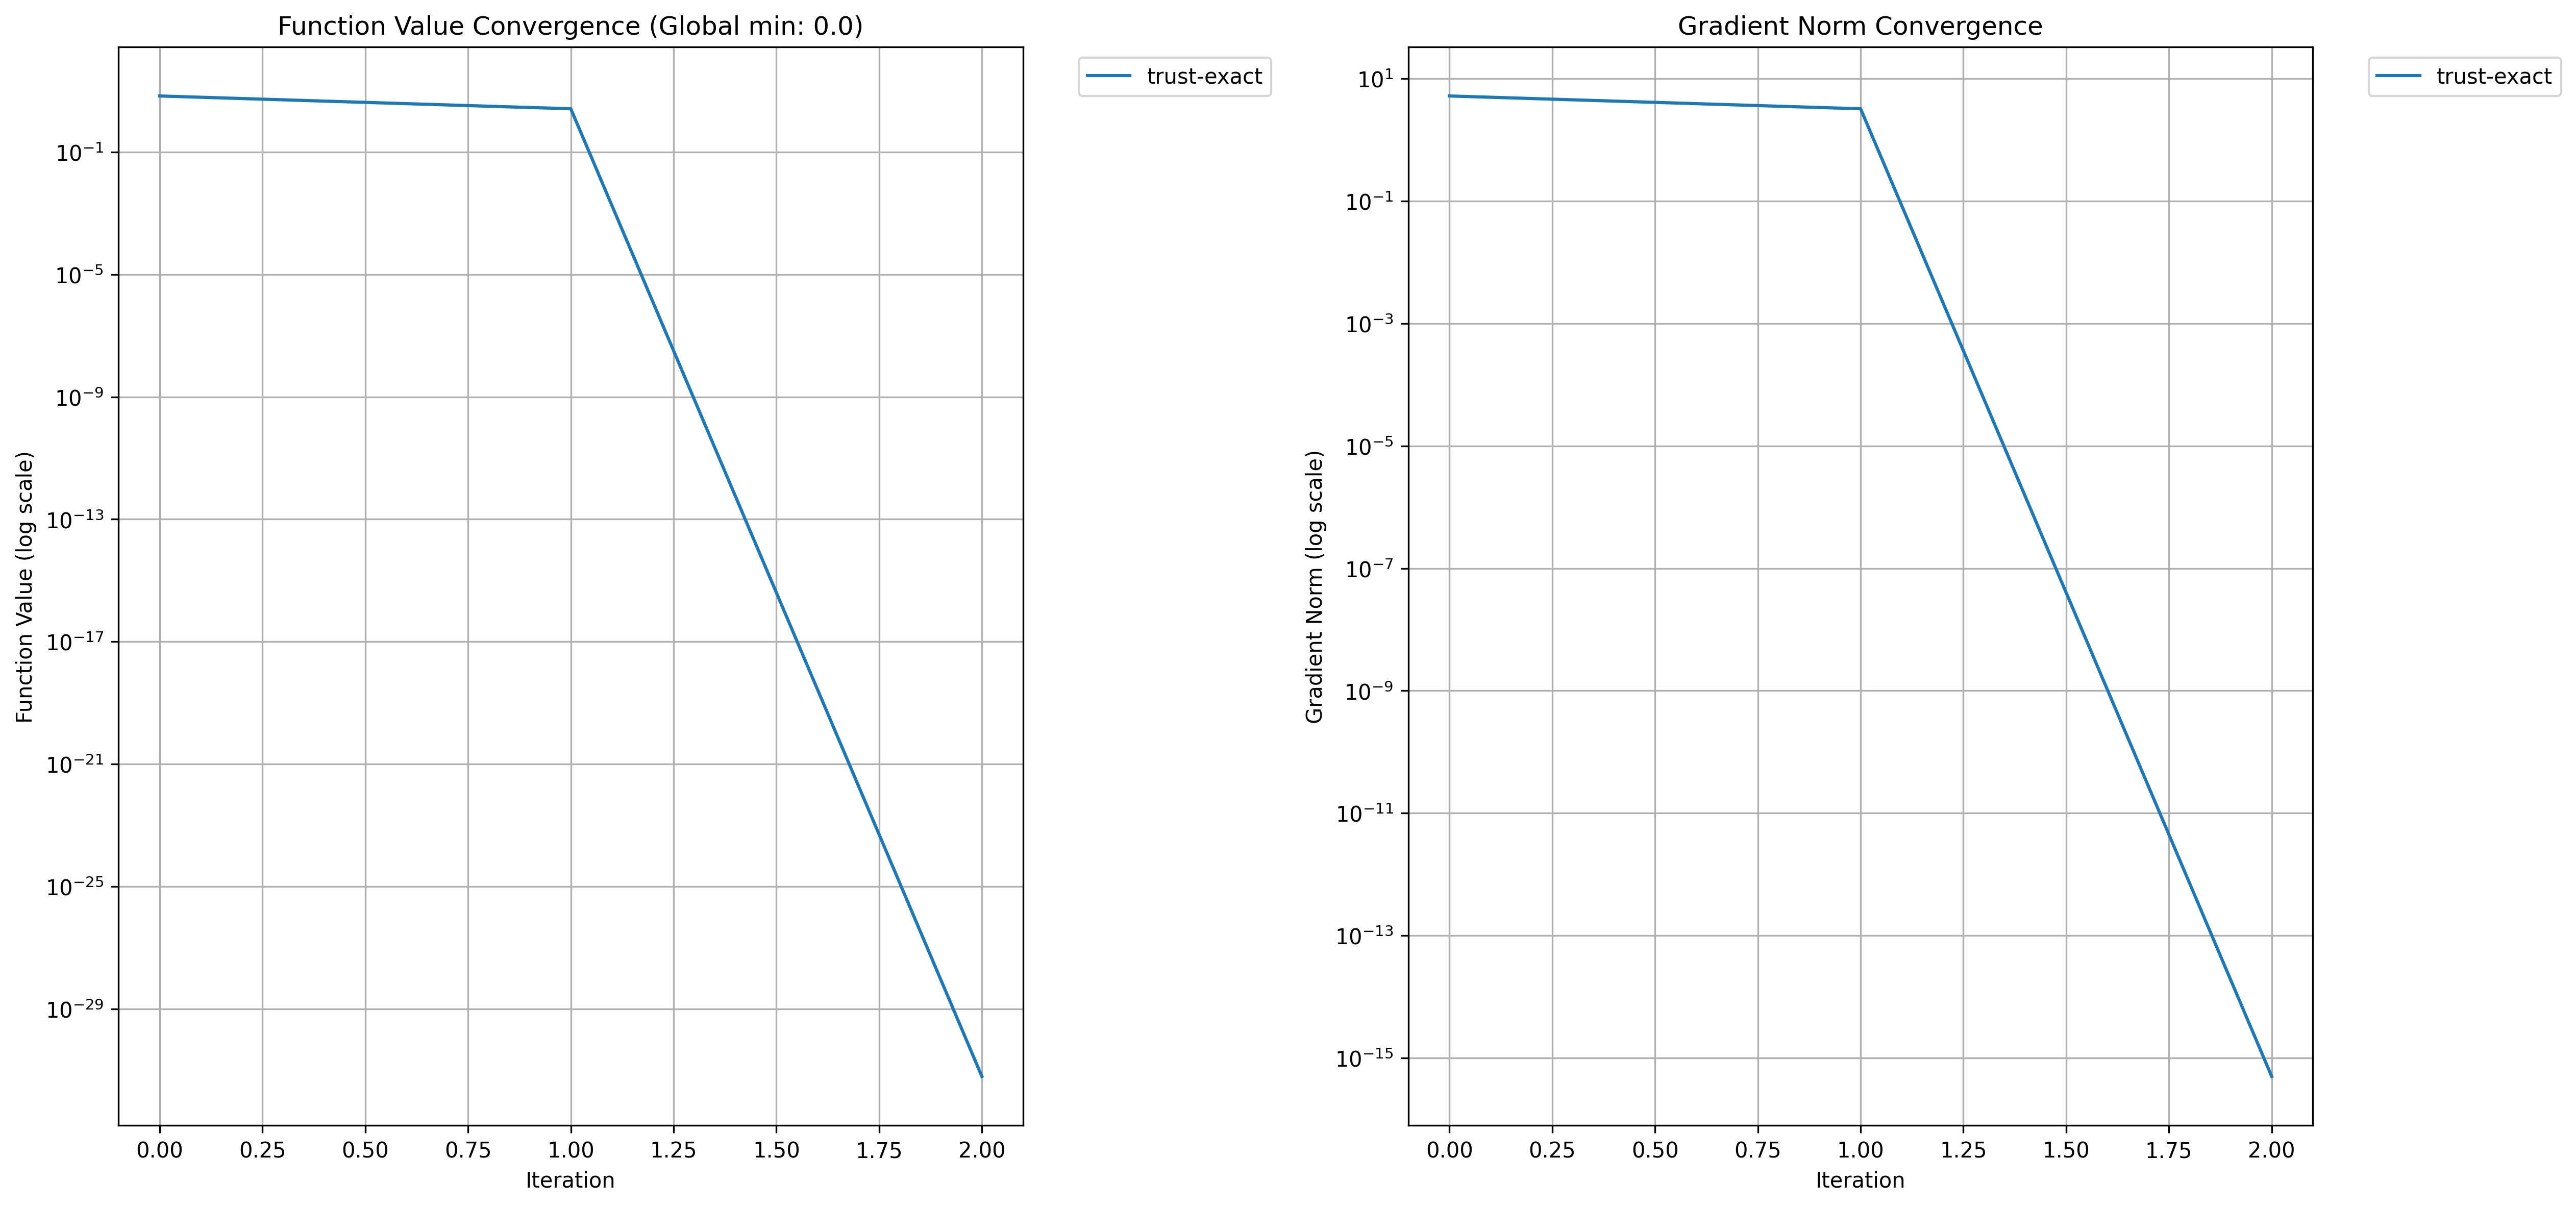 Function Value Convergence (Global min: 0.0)
trust-exact
10⁻¹
10⁻⁵
10⁻⁹
10⁻¹³
10⁻¹⁷
10⁻²¹
10⁻²⁵
10⁻²⁹
Function Value (log scale)
0.00 0.25 0.50 0.75 1.00 1.25 1.50 1.75 2.00
Iteration
Gradient Norm Convergence
trust-exact
10¹
10⁻¹
10⁻³
10⁻⁵
10⁻⁷
10⁻⁹
10⁻¹¹
10⁻¹³
10⁻¹⁵
Gradient Norm (log scale)
0.00 0.25 0.50 0.75 1.00 1.25 1.50 1.75 2.00
Iteration